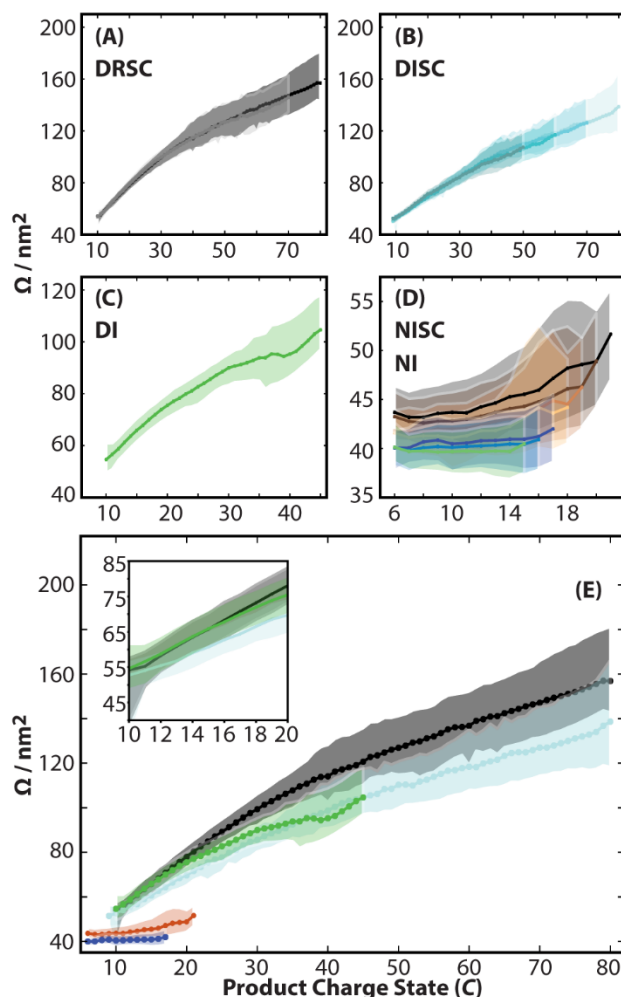 (A)
DRSC
200
160
120
80
40
10 30 50 70
(B)
DISC
200
160
120
80
40
10 30 50 70
Ω / nm²
(C)
DI
120
100
80
60
40
10 20 30 40
(D)
NISC
NI
55
50
45
40
35
6 10 14 18
(E)
85
75
65
55
45
10 12 14 16 18 20
Ω / nm²
200
160
120
80
40
10 20 30 40 50 60 70 80
Product Charge State (C)